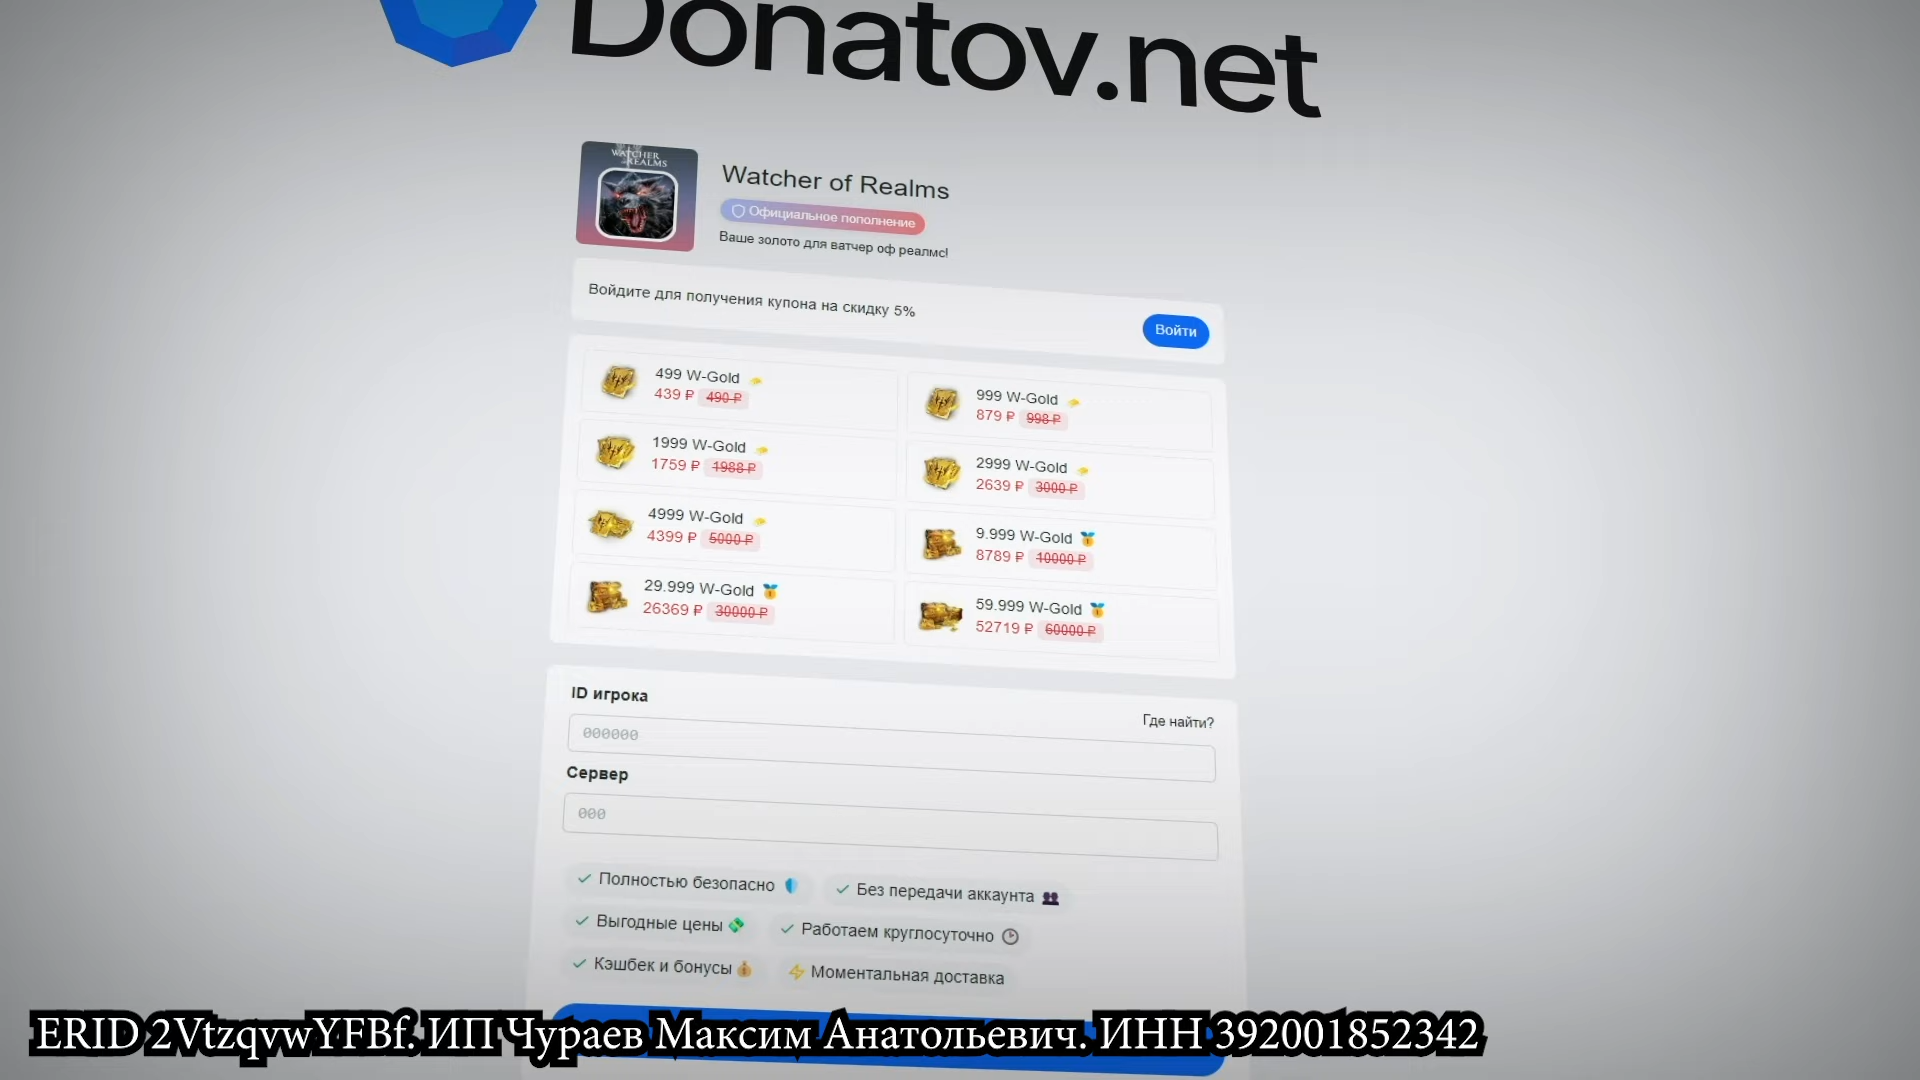 Donatov.net
WATCHER
OF REALMS
Watcher of Realms
Официальное пополнение
Ваше золото для ватчер оф реалмс!
Войдите для получения купона на скидку 5%
Войти
499 W-Gold
439 ₽ 490 ₽
999 W-Gold
879 ₽ 998 ₽
1999 W-Gold
1759 ₽ 1988 ₽
2999 W-Gold
2639 ₽ 3000 ₽
4999 W-Gold
4399 ₽ 5000 ₽
9.999 W-Gold
8789 ₽ 10000 ₽
29.999 W-Gold
26369 ₽ 30000 ₽
59.999 W-Gold
52719 ₽ 60000 ₽
ID игрока
Где найти?
000000
Сервер
000
Полностью безопасно
Без передачи аккаунта
Выгодные цены
Работаем круглосуточно
Кэшбек и бонусы
Моментальная доставка
ERID 2VtzqvwYFBf. ИП Чураев Максим Анатольевич. ИНН 392001852342